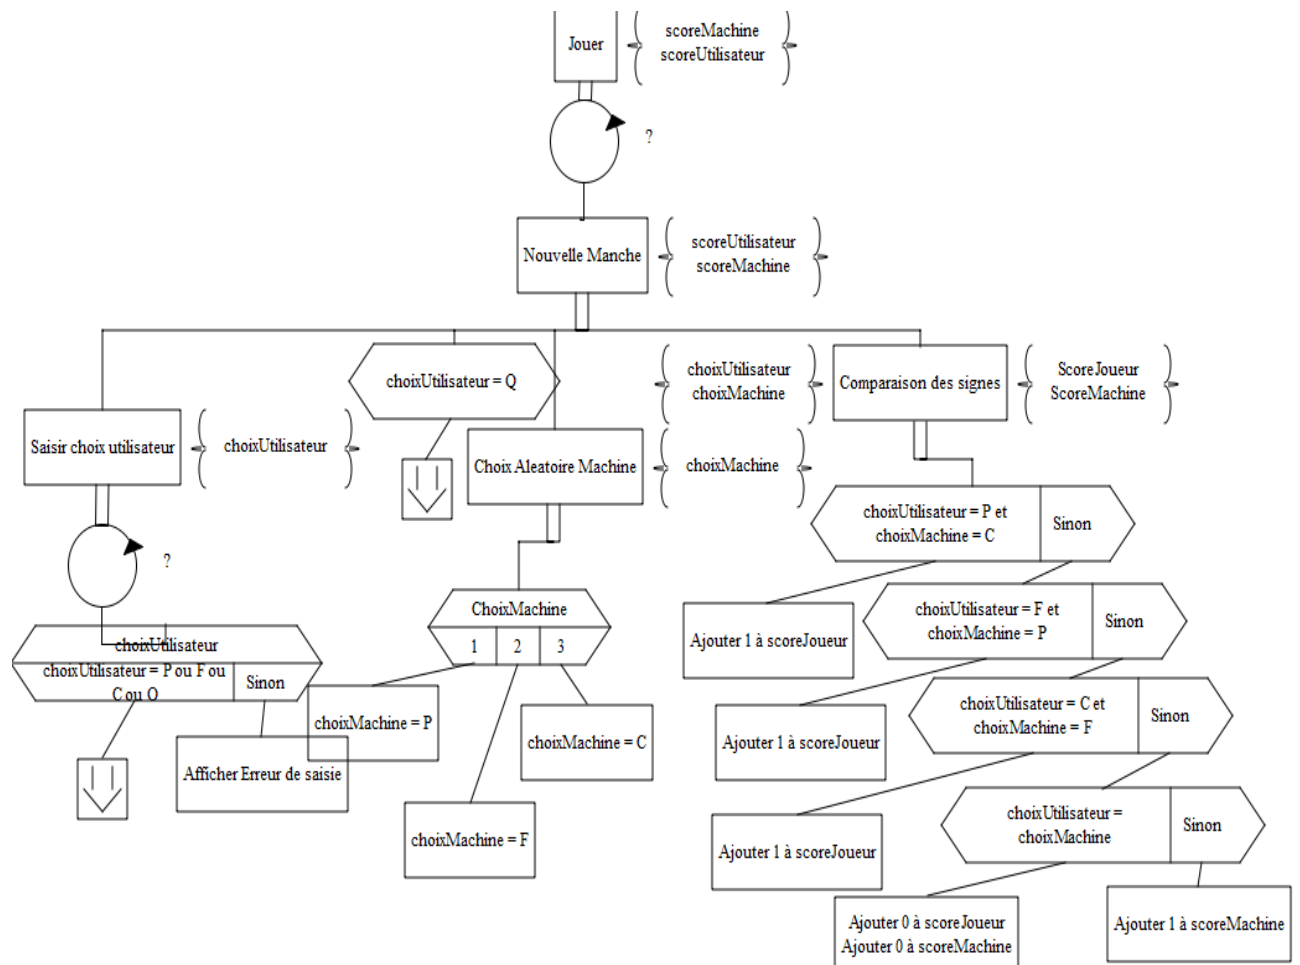 Jouer
scoreMachine
scoreUtilisateur
?
Nouvelle Manche
scoreUtilisateur
scoreMachine
choixUtilisateur = Q
choixUtilisateur
choixMachine
Comparaison des signes
ScoreJoueur
ScoreMachine
Saisir choix utilisateur
choixUtilisateur
Choix Aleatoire Machine
choixMachine
choixUtilisateur = P et
choixMachine = C
Sinon
?
ChoixMachine
1
2
3
choixUtilisateur = F et
choixMachine = P
Sinon
Ajouter 1 à scoreJoueur
choixUtilisateur
choixUtilisateur = P ou F ou
C ou Q
Sinon
choixMachine = P
choixMachine = C
choixUtilisateur = C et
choixMachine = F
Sinon
Ajouter 1 à scoreJoueur
Afficher Erreur de saisie
choixMachine = F
choixUtilisateur =
choixMachine
Sinon
Ajouter 1 à scoreJoueur
Ajouter 0 à scoreJoueur
Ajouter 0 à scoreMachine
Ajouter 1 à scoreMachine